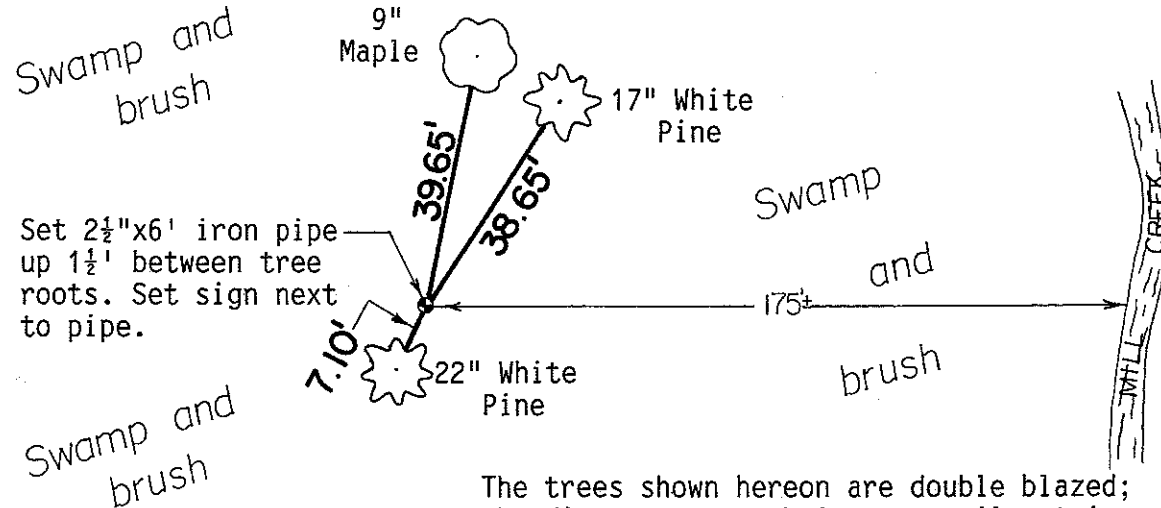 Swamp and
brush
9"
Maple
17" White
Pine
39.65'
38.65'
Swamp
and
brush
Set 2½"x6' iron pipe
up 1½' between tree
roots. Set sign next
to pipe.
175'±
MILL CREEK
7.10'
22" White
Pine
Swamp and
brush
The trees shown hereon are double blazed;